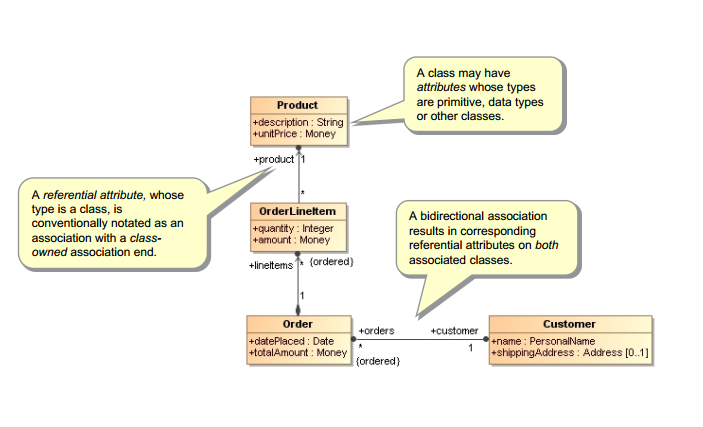 A class may have
attributes whose types
are primitive, data types
or other classes.
Product
+description : String
+unitPrice : Money
+product
1
*
A referential attribute, whose
type is a class, is
conventionally notated as an
association with a class-
owned association end.
OrderLineItem
+quantity : Integer
+amount : Money
+lineItems
*
{ordered}
1
A bidirectional association
results in corresponding
referential attributes on both
associated classes.
Order
+datePlaced : Date
+totalAmount : Money
+orders
*
{ordered}
+customer
1
Customer
+name : PersonalName
+shippingAddress : Address [0..1]